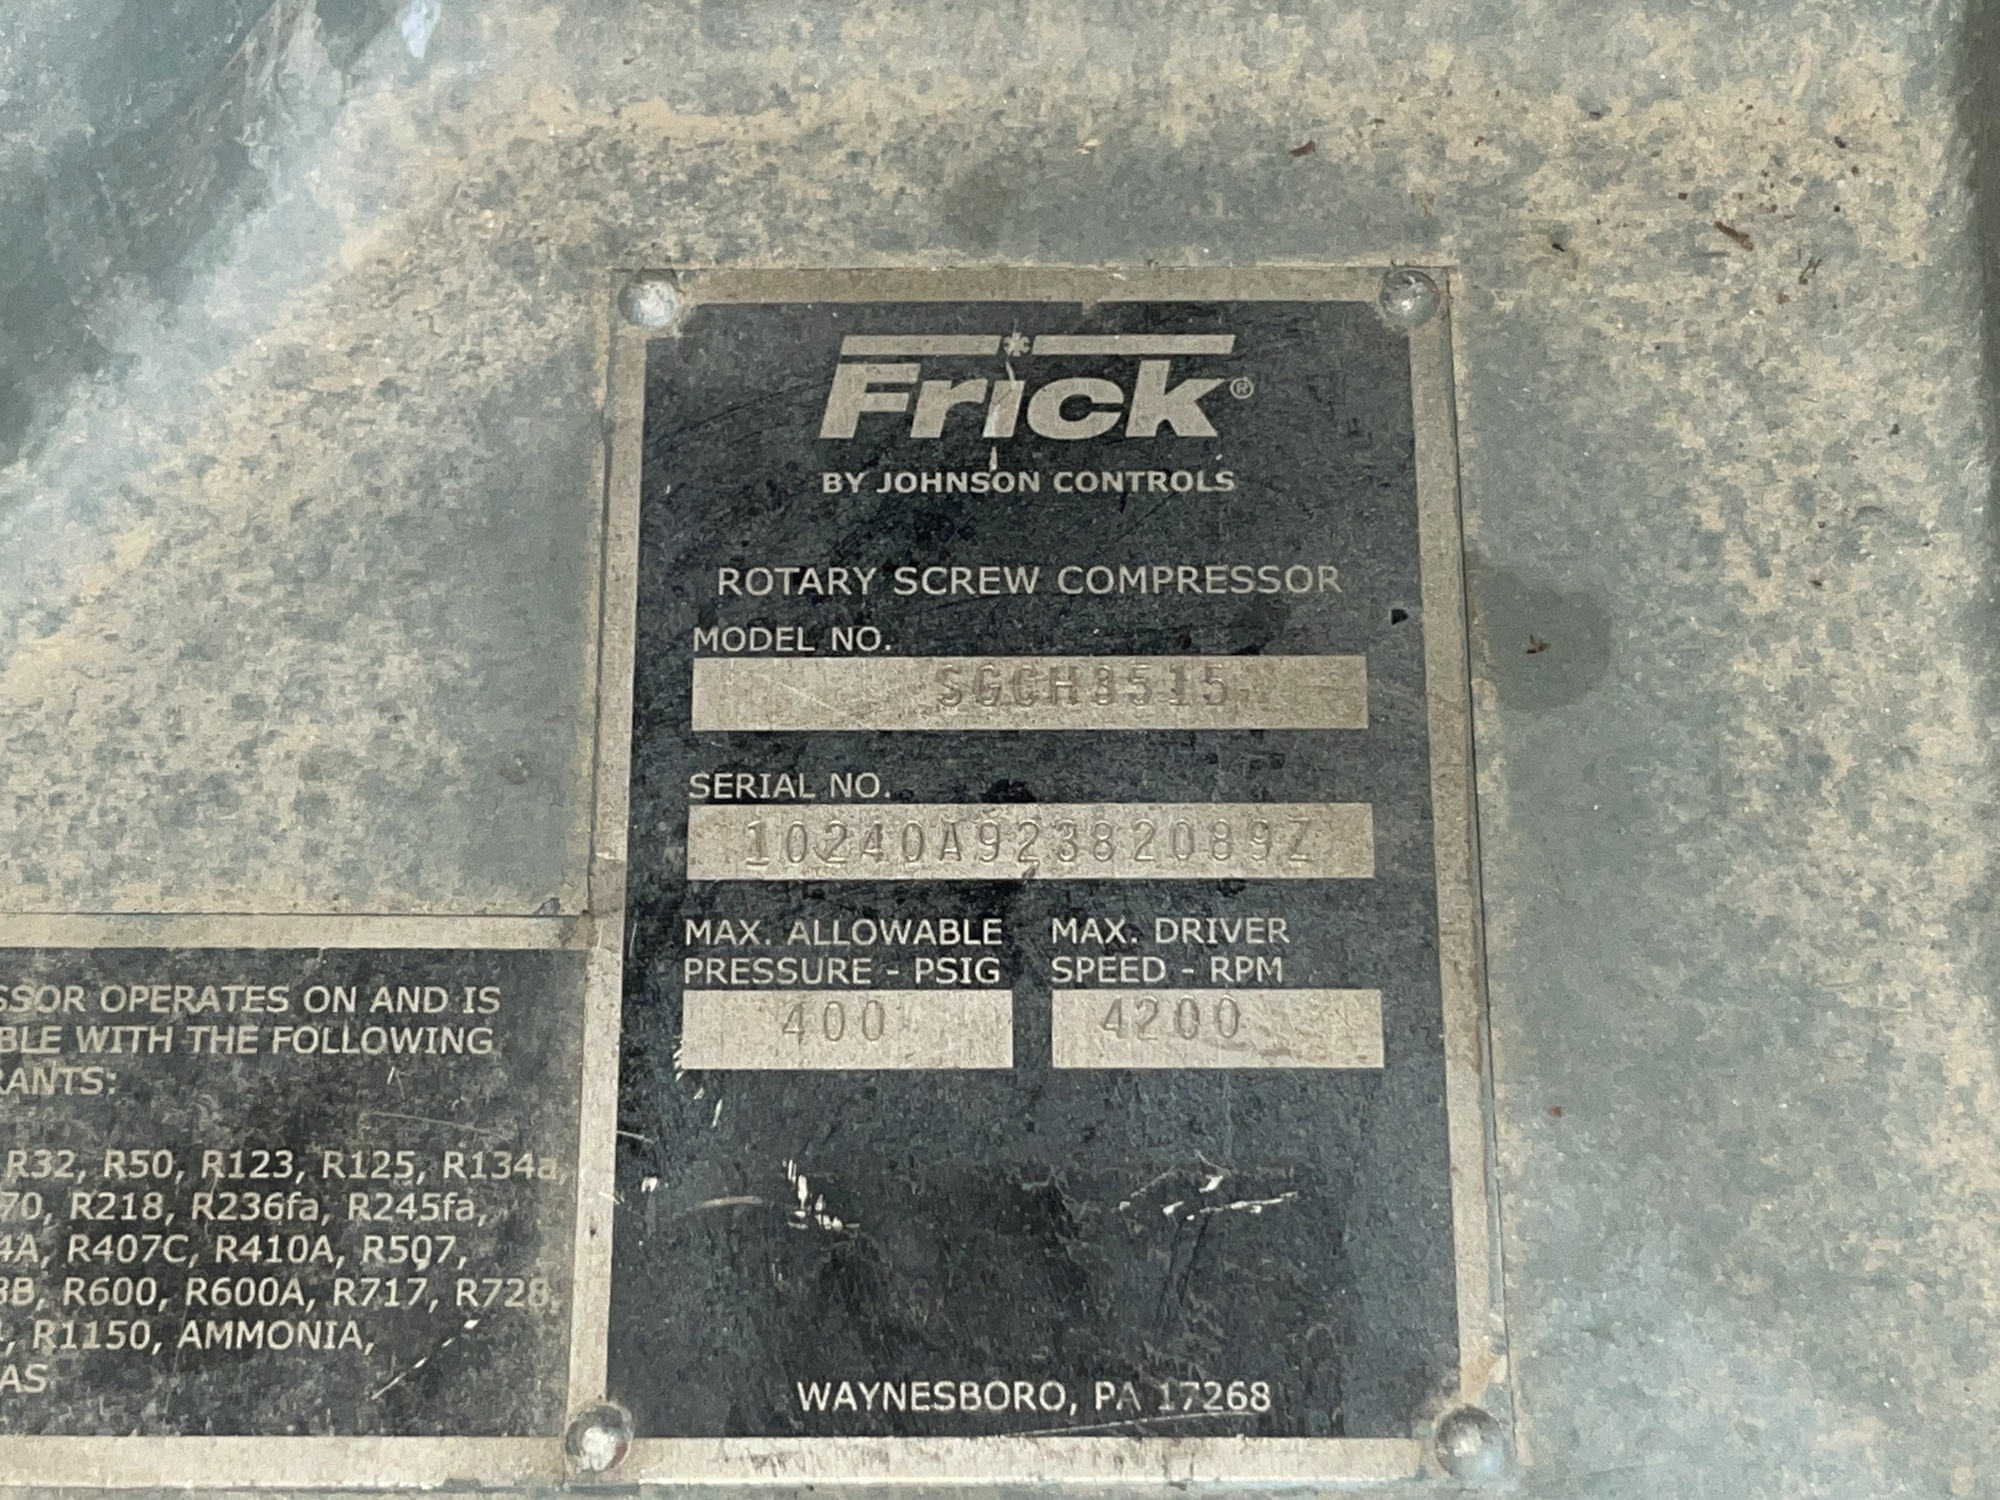 Frick®
BY JOHNSON CONTROLS
ROTARY SCREW COMPRESSOR
MODEL NO.
SGCH3515
SERIAL NO.
10240A92382089Z
MAX. ALLOWABLE
PRESSURE - PSIG
400
MAX. DRIVER
SPEED - RPM
4200
WAYNESBORO, PA 17268
SSOR OPERATES ON AND IS
BLE WITH THE FOLLOWING
RANTS:
R32, R50, R123, R125, R134a,
70, R218, R236fa, R245fa,
4A, R407C, R410A, R507,
8B, R600, R600A, R717, R728,
, R1150, AMMONIA,
AS